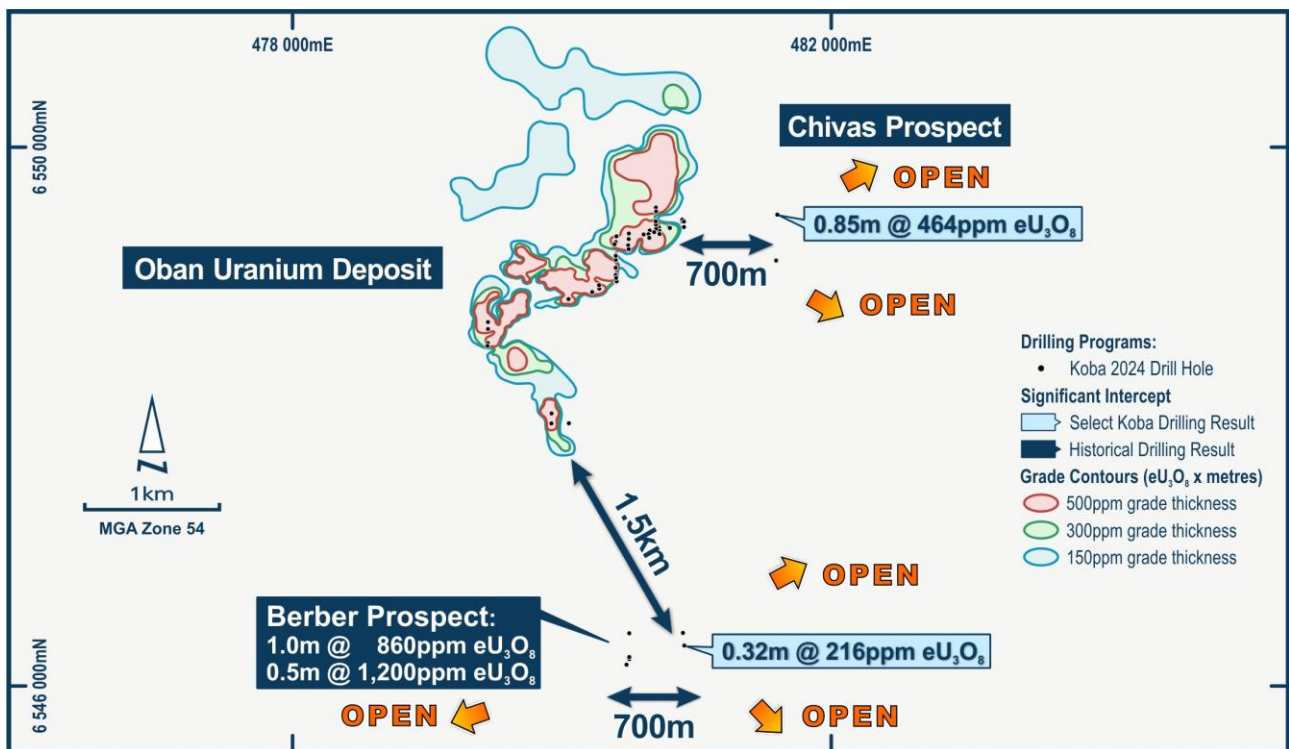 478 000mE
482 000mE
6 550 000mN
Chivas Prospect
OPEN
0.85m @ 464ppm eU₃O₈
700m
Oban Uranium Deposit
OPEN
Drilling Programs:
Koba 2024 Drill Hole
Significant Intercept
Select Koba Drilling Result
Historical Drilling Result
Grade Contours (eU₃O₈ x metres)
500ppm grade thickness
300ppm grade thickness
150ppm grade thickness
N
1km
MGA Zone 54
1.5km
OPEN
Berber Prospect:
1.0m @ 860ppm eU₃O₈
0.5m @ 1,200ppm eU₃O₈
0.32m @ 216ppm eU₃O₈
6 546 000mN
OPEN
700m
OPEN